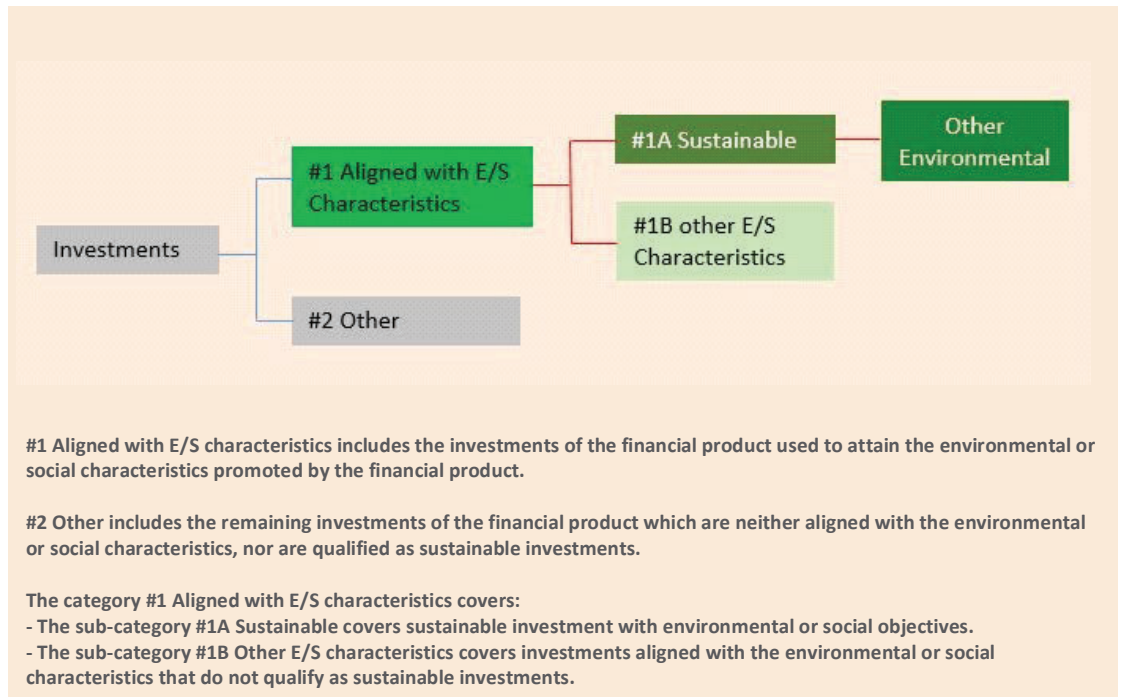 Investments
#1 Aligned with E/S
Characteristics
#2 Other
#1A Sustainable
#1B other E/S
Characteristics
Other
Environmental
#1 Aligned with E/S characteristics includes the investments of the financial product used to attain the environmental or
social characteristics promoted by the financial product.
#2 Other includes the remaining investments of the financial product which are neither aligned with the environmental
or social characteristics, nor are qualified as sustainable investments.
The category #1 Aligned with E/S characteristics covers:
- The sub-category #1A Sustainable covers sustainable investment with environmental or social objectives.
- The sub-category #1B Other E/S characteristics covers investments aligned with the environmental or social
characteristics that do not qualify as sustainable investments.